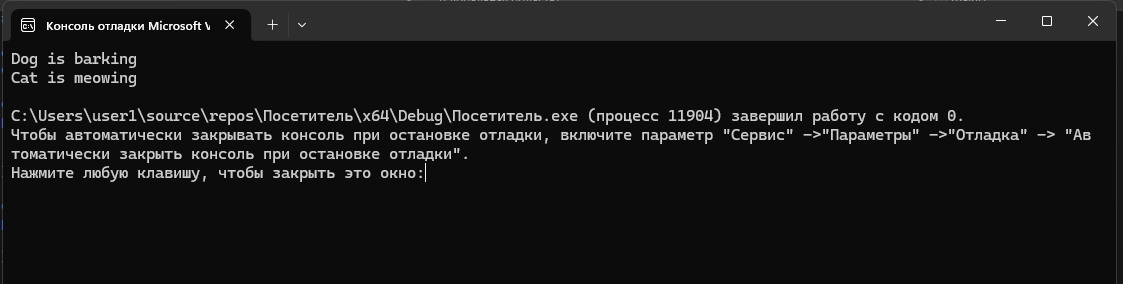 Консоль отладки Microsoft V
Dog is barking
Cat is meowing
C:\Users\user1\source\repos\Посетитель\x64\Debug\Посетитель.exe (процесс 11904) завершил работу с кодом 0.
Чтобы автоматически закрывать консоль при остановке отладки, включите параметр "Сервис" ->"Параметры" ->"Отладка" -> "Ав
томатически закрыть консоль при остановке отладки".
Нажмите любую клавишу, чтобы закрыть это окно: